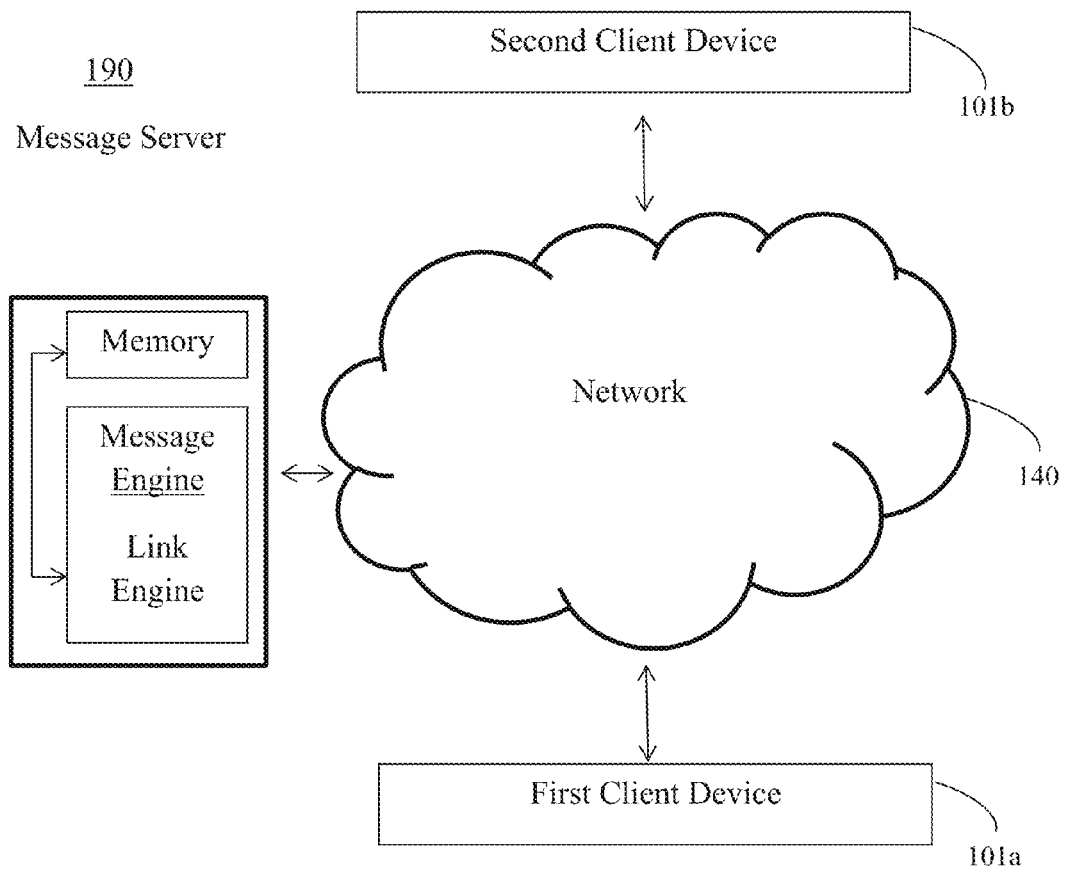 Second Client Device
101b
190
Message Server
Memory
Message
Engine
Link
Engine
Network
140
First Client Device
101a